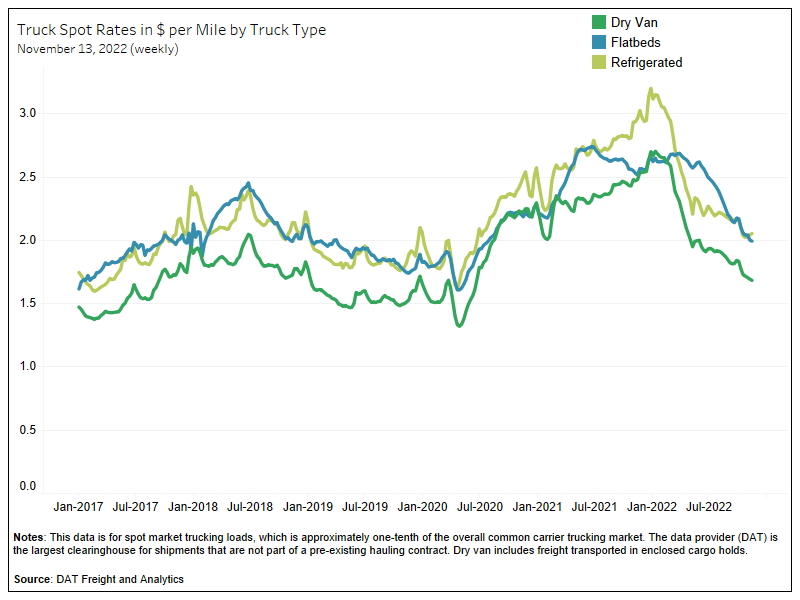 Truck Spot Rates in $ per Mile by Truck Type
November 13, 2022 (weekly)
Dry Van
Flatbeds
Refrigerated
3.0
2.5
2.0
1.5
1.0
0.5
0.0
Jan-2017 Jul-2017 Jan-2018 Jul-2018 Jan-2019 Jul-2019 Jan-2020 Jul-2020 Jan-2021 Jul-2021 Jan-2022 Jul-2022
Notes: This data is for spot market trucking loads, which is approximately one-tenth of the overall common carrier trucking market. The data provider (DAT) is
the largest clearinghouse for shipments that are not part of a pre-existing hauling contract. Dry van includes freight transported in enclosed cargo holds.
Source: DAT Freight and Analytics